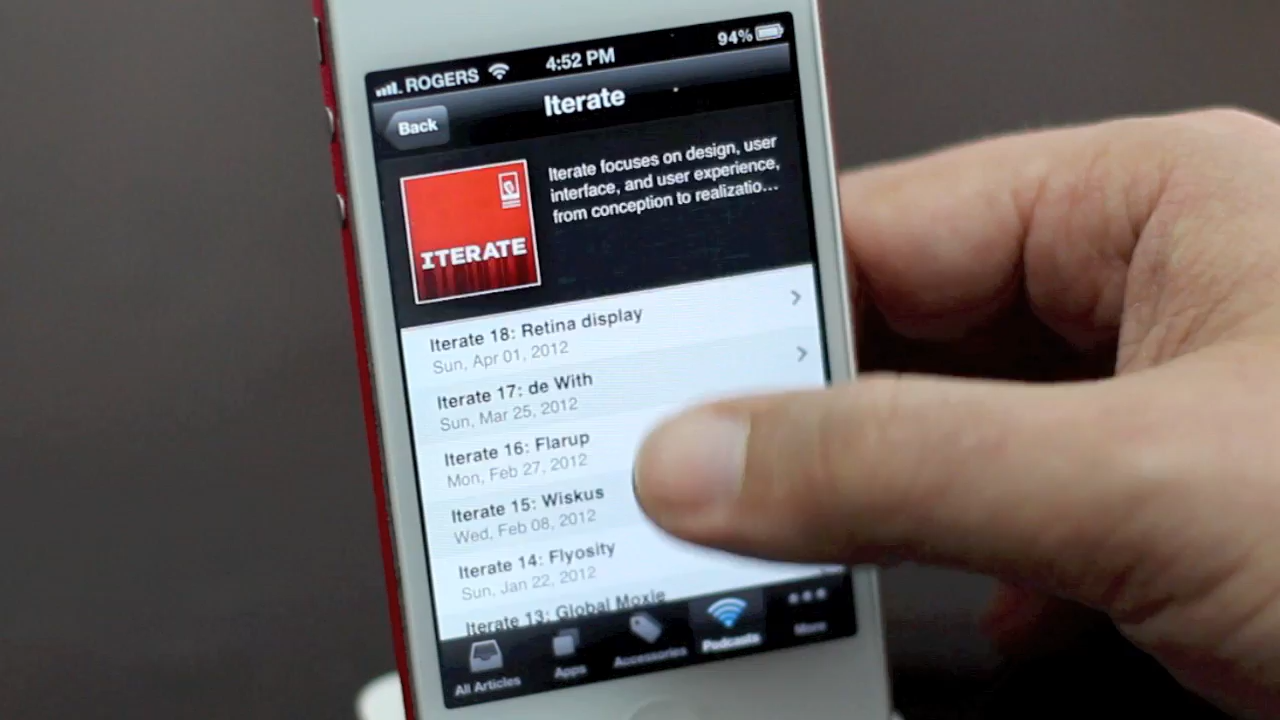 ROGERS 4:52 PM 94%
Back Iterate
Iterate focuses on design, user
interface, and user experience,
from conception to realizatio...
ITERATE
Iterate 18: Retina display
Sun, Apr 01, 2012
Iterate 17: de With
Sun, Mar 25, 2012
Iterate 16: Flarup
Mon, Feb 27, 2012
Iterate 15: Wiskus
Wed, Feb 08, 2012
Iterate 14: Flyosity
Sun, Jan 22, 2012
Iterate 13: Global Moxie
All Articles Apps Accessories Podcasts More